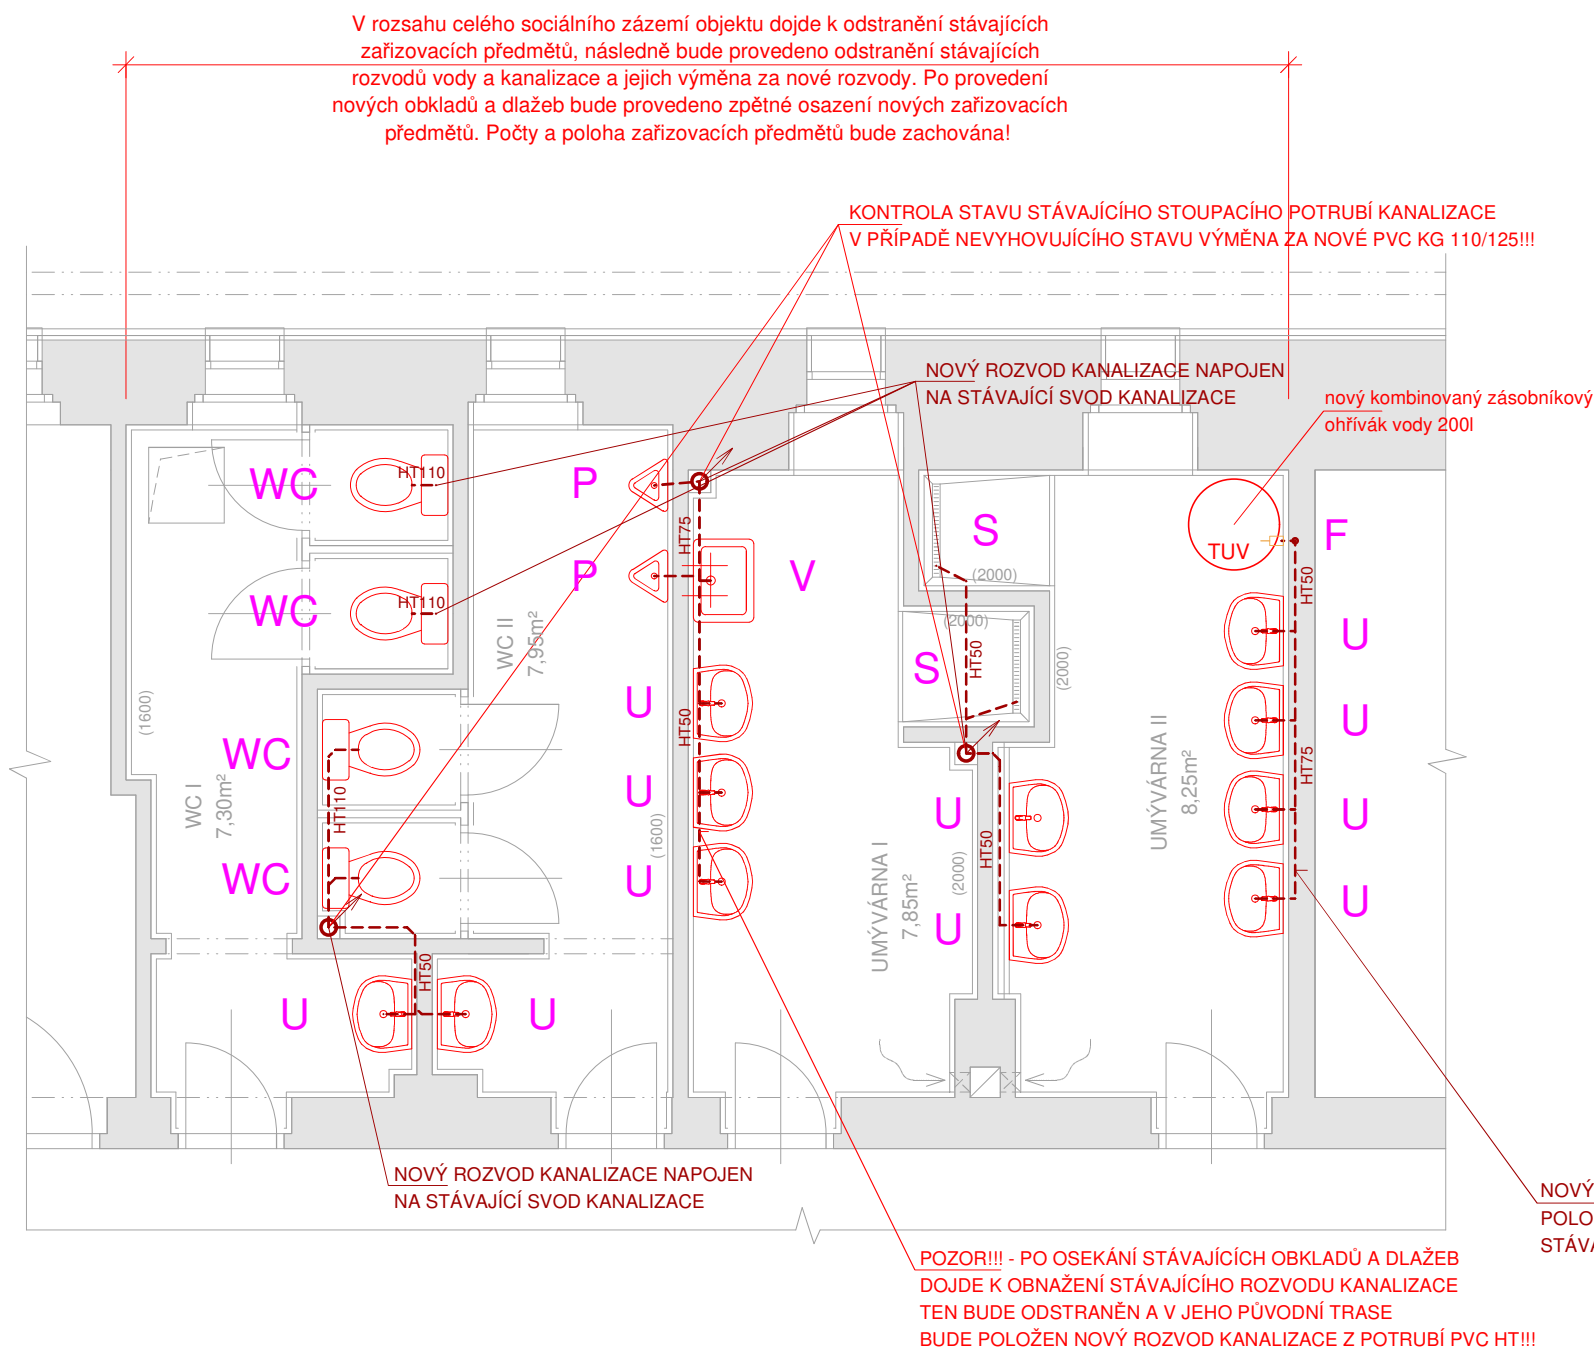 V rozsahu celého sociálního zázemí objektu dojde k odstranění stávajících
zařizovacích předmětů, následně bude provedeno odstranění stávajících
rozvodů vody a kanalizace a jejich výměna za nové rozvody. Po provedení
nových obkladů a dlažeb bude provedeno zpětné osazení nových zařizovacích
předmětů. Počty a poloha zařizovacích předmětů bude zachována!
KONTROLA STAVU STÁVAJÍCÍHO STOUPACÍHO POTRUBÍ KANALIZACE
V PŘÍPADĚ NEVYHOVUJÍCÍHO STAVU VÝMĚNA ZA NOVÉ PVC KG 110/125!!!
NOVÝ ROZVOD KANALIZACE NAPOJEN
NA STÁVAJÍCÍ SVOD KANALIZACE
nový kombinovaný zásobníkový
ohřívák vody 200l
WC
HT110
P
HT75
S
(2000)
TUV
F
HT50
WC
HT110
P
V
WC II
7,95m²
(2000)
HT50
S
(2000)
U
(1600)
U
HT50
U
WC
HT110
WC I
7,30m²
U
(1600)
U
WC
UMÝVÁRNA I
7,85m²
(2000)
U
HT50
U
UMÝVÁRNA II
8,25m²
HT75
U
U
U
HT50
U
U
NOVÝ ROZVOD KANALIZACE NAPOJEN
NA STÁVAJÍCÍ SVOD KANALIZACE
NOVÝ
POLO
STÁVA
POZOR!!! - PO OSEKÁNÍ STÁVAJÍCÍCH OBKLADŮ A DLAŽEB
DOJDE K OBNAŽENÍ STÁVAJÍCÍHO ROZVODU KANALIZACE
TEN BUDE ODSTRANĚN A V JEHO PŮVODNÍ TRASE
BUDE POLOŽEN NOVÝ ROZVOD KANALIZACE Z POTRUBÍ PVC HT!!!